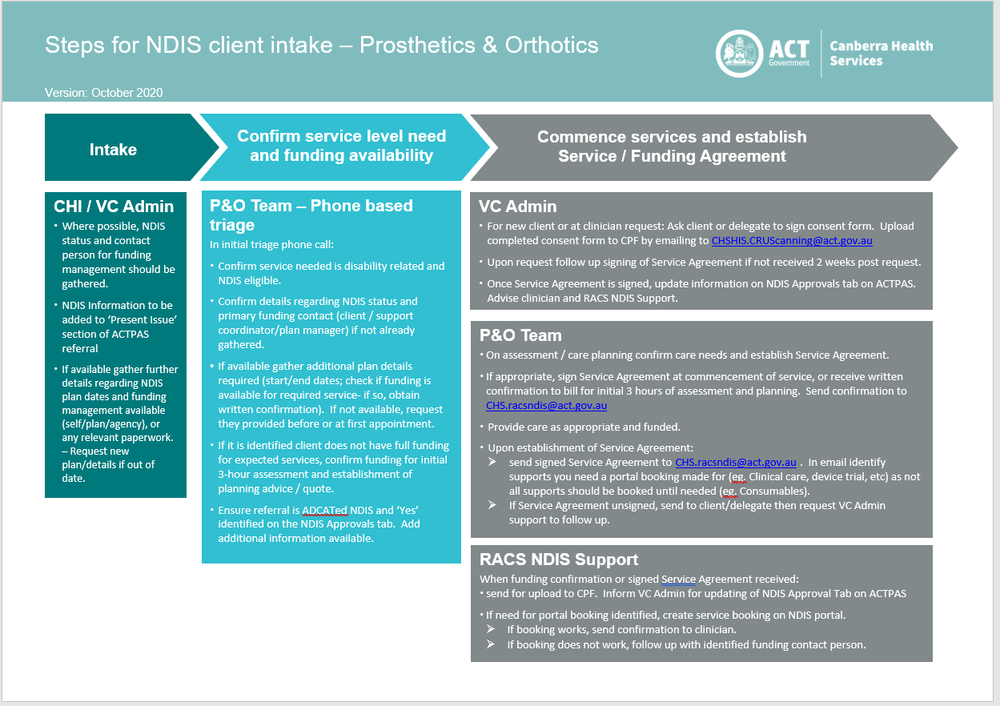 Steps for NDIS client intake – Prosthetics & Orthotics
ACT
Government
Canberra Health
Services
Version: October 2020
Intake
Confirm service level need
and funding availability
Commence services and establish
Service / Funding Agreement
CHI / VC Admin
• Where possible, NDIS
status and contact
person for funding
management should be
gathered.
• NDIS Information to be
added to ‘Present Issue’
section of ACTPAS
referral
• If available gather further
details regarding NDIS
plan dates and funding
management available
(self/plan/agency), or
any relevant paperwork.
– Request new
plan/details if out of
date.
P&O Team – Phone based
triage
In initial triage phone call:
• Confirm service needed is disability related and
NDIS eligible.
• Confirm details regarding NDIS status and
primary funding contact (client / support
coordinator/plan manager) if not already
gathered.
• If available gather additional plan details
required (start/end dates; check if funding is
available for required service- if so, obtain
written confirmation). If not available, request
they provided before or at first appointment.
• If it is identified client does not have full funding
for expected services, confirm funding for initial
3-hour assessment and establishment of
planning advice / quote.
• Ensure referral is ADCATed NDIS and ‘Yes’
identified on the NDIS Approvals tab. Add
additional information available.
VC Admin
• For new client or at clinician request: Ask client or delegate to sign consent form. Upload
completed consent form to CPF by emailing to CHSHIS.CRUScanning@act.gov.au
• Upon request follow up signing of Service Agreement if not received 2 weeks post request.
• Once Service Agreement is signed, update information on NDIS Approvals tab on ACTPAS.
Advise clinician and RACS NDIS Support.
P&O Team
• On assessment / care planning confirm care needs and establish Service Agreement.
• If appropriate, sign Service Agreement at commencement of service, or receive written
confirmation to bill for initial 3 hours of assessment and planning. Send confirmation to
CHS.racsndis@act.gov.au
• Provide care as appropriate and funded.
• Upon establishment of Service Agreement:
➢ send signed Service Agreement to CHS.racsndis@act.gov.au . In email identify
supports you need a portal booking made for (eg. Clinical care, device trial, etc) as not
all supports should be booked until needed (eg. Consumables).
➢ If Service Agreement unsigned, send to client/delegate then request VC Admin
support to follow up.
RACS NDIS Support
When funding confirmation or signed Service Agreement received:
• send for upload to CPF. Inform VC Admin for updating of NDIS Approval Tab on ACTPAS
• If need for portal booking identified, create service booking on NDIS portal.
➢ If booking works, send confirmation to clinician.
➢ If booking does not work, follow up with identified funding contact person.